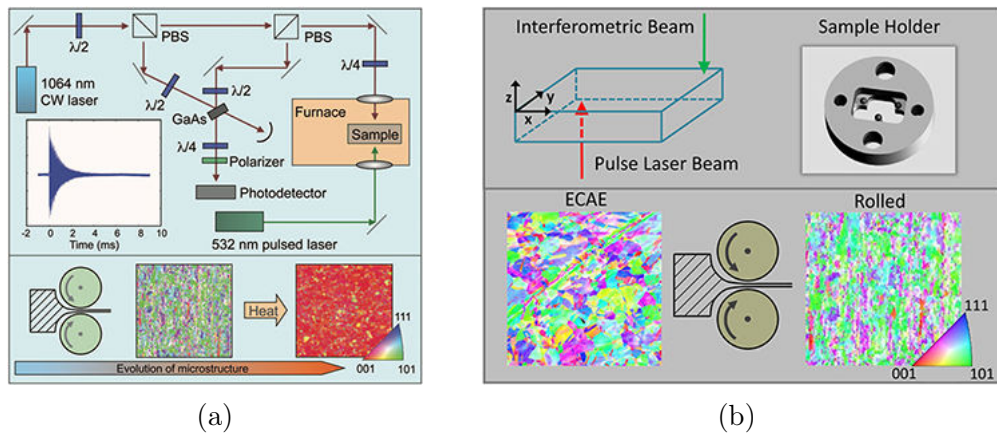 λ/2
PBS
PBS
λ/4
1064 nm
CW laser
λ/2
λ/2
GaAs
Furnace
Sample
λ/4
Polarizer
Photodetector
-2 0 2 4 6 8 10
Time (ms)
532 nm pulsed laser
Heat
111
001 101
Evolution of microstructure
(a)
Interferometric Beam
Sample Holder
z
y
x
Pulse Laser Beam
ECAE
Rolled
111
001 101
(b)